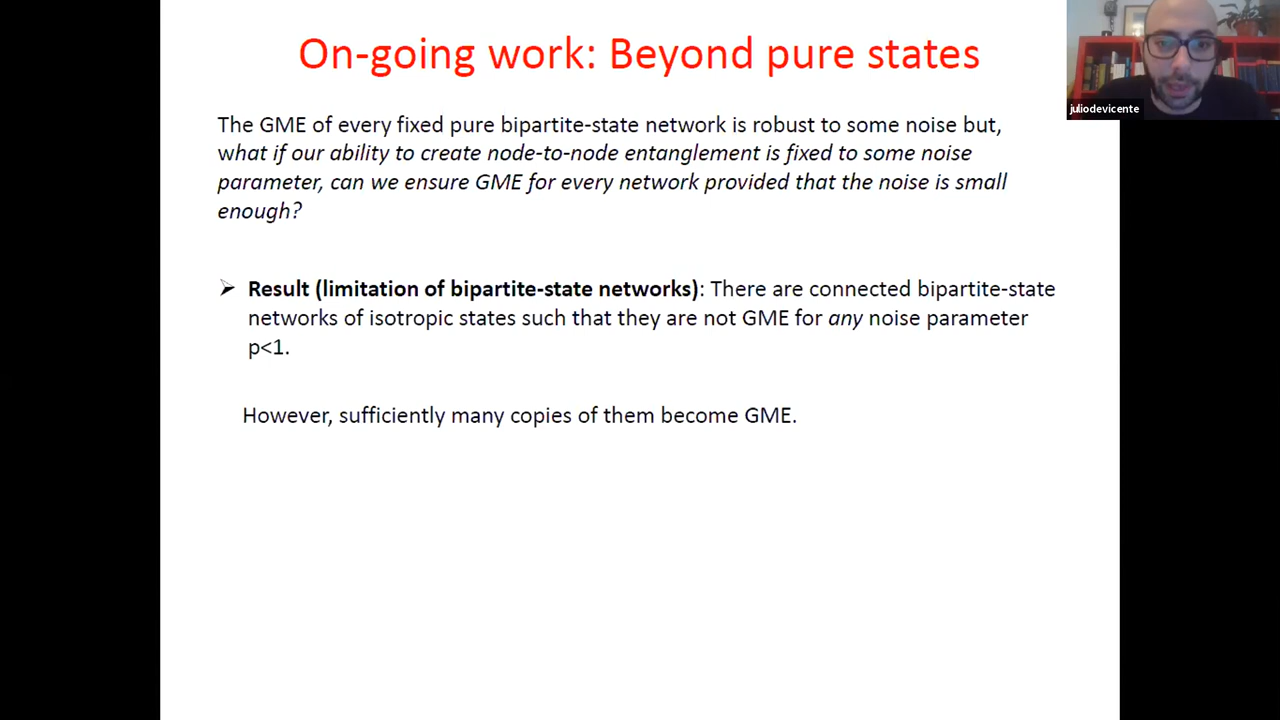 On-going work: Beyond pure states
juliodevicente
The GME of every fixed pure bipartite-state network is robust to some noise but,
what if our ability to create node-to-node entanglement is fixed to some noise
parameter, can we ensure GME for every network provided that the noise is small
enough?
➢ Result (limitation of bipartite-state networks): There are connected bipartite-state
networks of isotropic states such that they are not GME for any noise parameter
p<1.
However, sufficiently many copies of them become GME.